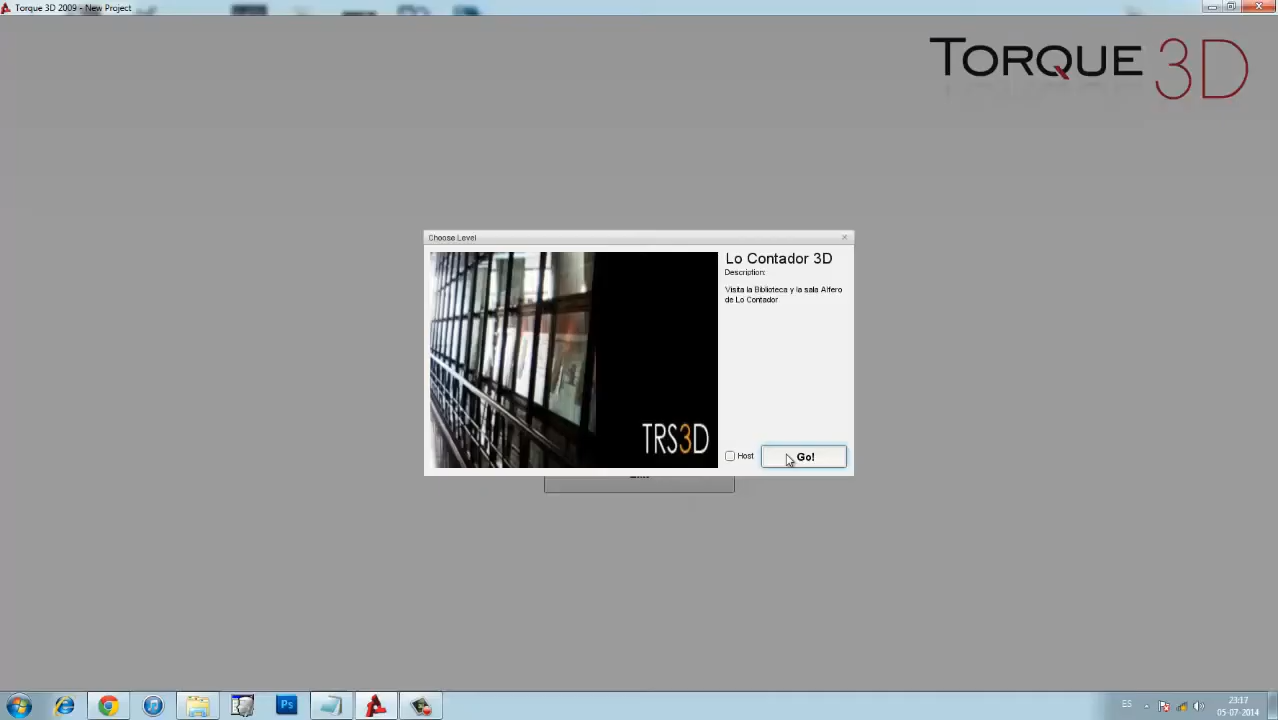 Torque 3D 2009 - New Project
TORQUE 3D
Choose Level
Lo Contador 3D
Description:
Visita la Biblioteca y la sala Alfero
de Lo Contador
TRS3D
Host
Go!
Ps
ES
23:17
05-07-2014